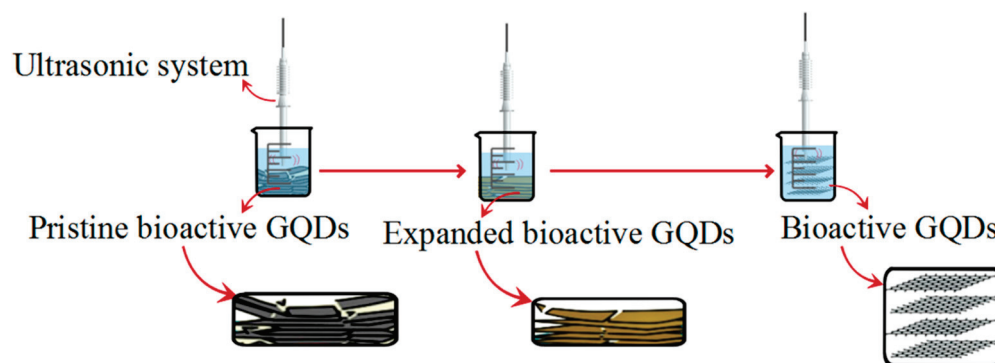 Ultrasonic system
Pristine bioactive GQDs
Expanded bioactive GQDs
Bioactive GQDs